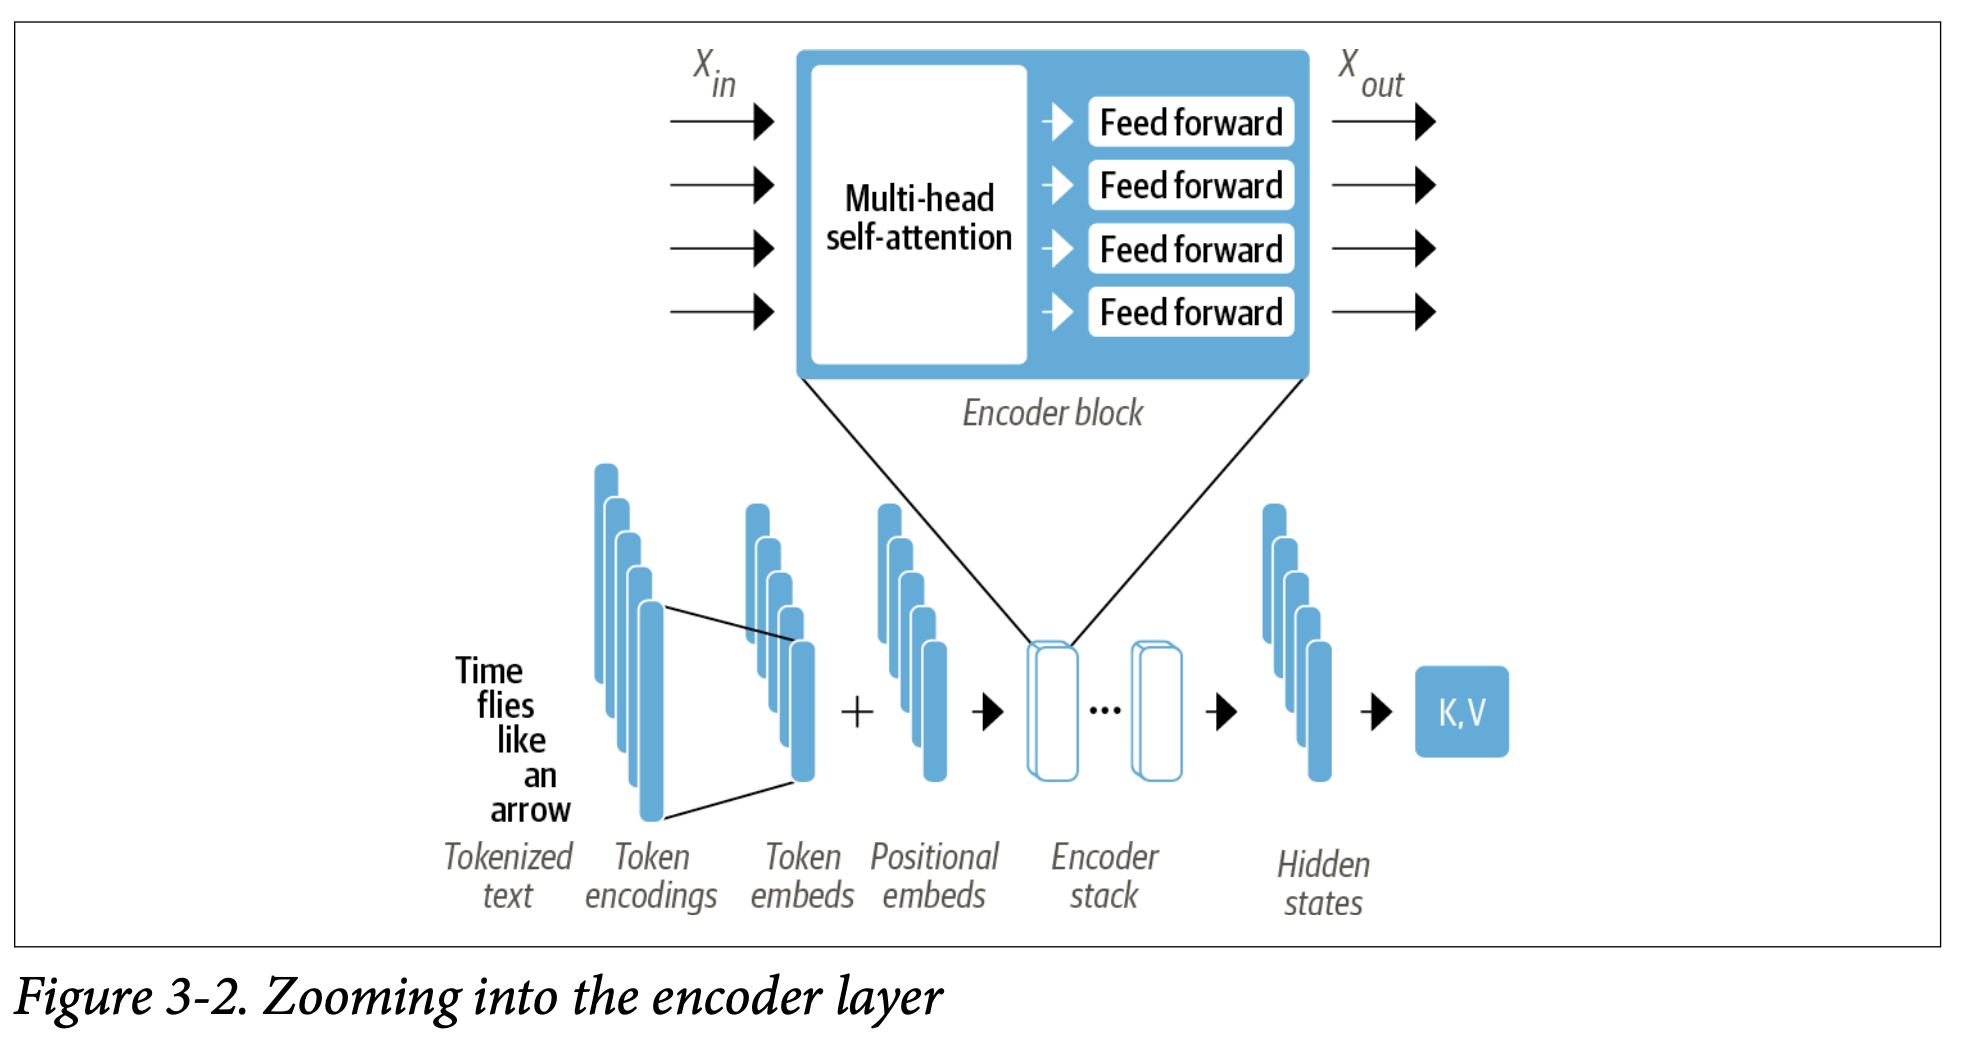 X in
X out
Multi-head
self-attention
Feed forward
Feed forward
Feed forward
Feed forward
Encoder block
Time
flies
like
an
arrow
+
...
K,V
Tokenized
text
Token
encodings
Token
embeds
Positional
embeds
Encoder
stack
Hidden
states
Figure 3-2. Zooming into the encoder layer